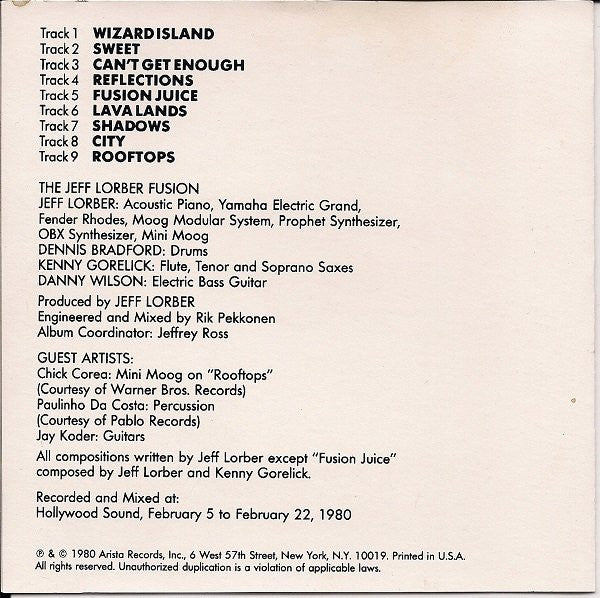 Track 1 WIZARD ISLAND
Track 2 SWEET
Track 3 CAN'T GET ENOUGH
Track 4 REFLECTIONS
Track 5 FUSION JUICE
Track 6 LAVA LANDS
Track 7 SHADOWS
Track 8 CITY
Track 9 ROOFTOPS
THE JEFF LORBER FUSION
JEFF LORBER: Acoustic Piano, Yamaha Electric Grand,
Fender Rhodes, Moog Modular System, Prophet Synthesizer,
OBX Synthesizer, Mini Moog
DENNIS BRADFORD: Drums
KENNY GORELICK: Flute, Tenor and Soprano Saxes
DANNY WILSON: Electric Bass Guitar
Produced by JEFF LORBER
Engineered and Mixed by Rik Pekkonen
Album Coordinator: Jeffrey Ross
GUEST ARTISTS:
Chick Corea: Mini Moog on "Rooftops"
(Courtesy of Warner Bros. Records)
Paulinho Da Costa: Percussion
(Courtesy of Pablo Records)
Jay Koder: Guitars
All compositions written by Jeff Lorber except "Fusion Juice"
composed by Jeff Lorber and Kenny Gorelick.
Recorded and Mixed at:
Hollywood Sound, February 5 to February 22, 1980
℗ & © 1980 Arista Records, Inc., 6 West 57th Street, New York, N.Y. 10019. Printed in U.S.A.
All rights reserved. Unauthorized duplication is a violation of applicable laws.